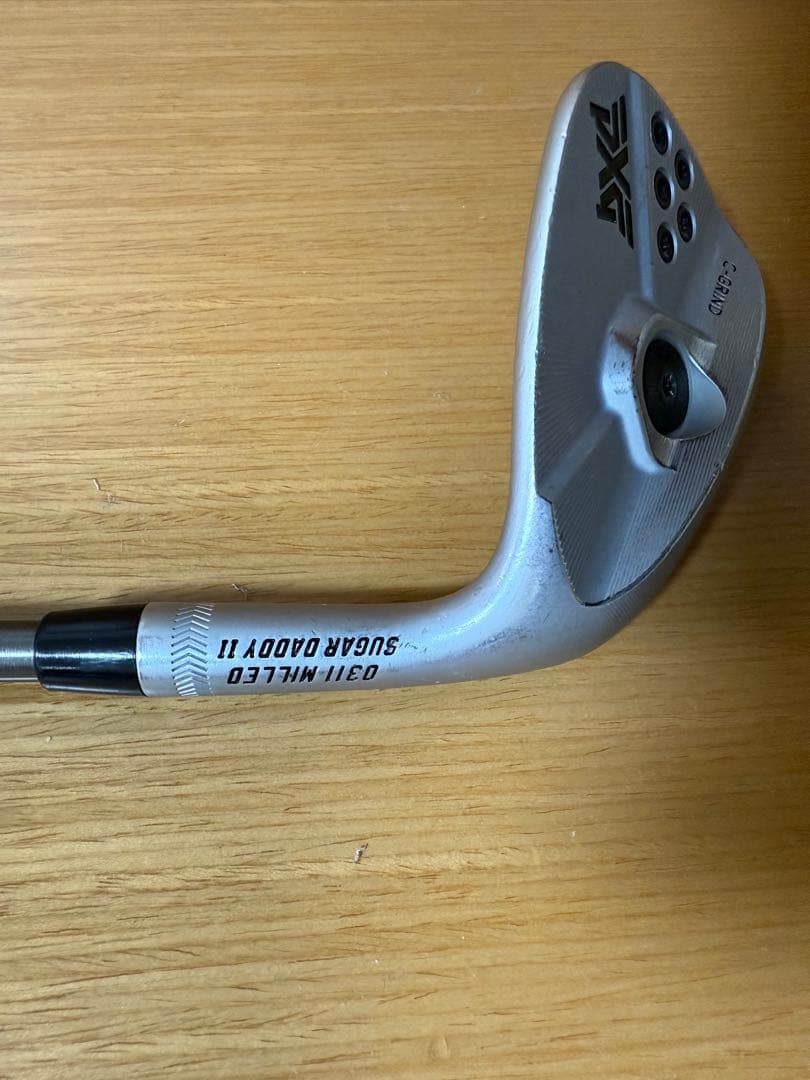 PXG
C-GRIND
0311 MILLED
SUGAR DADDY II